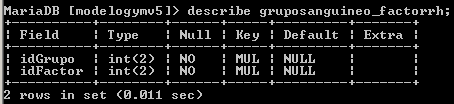 MariaDB [modelogymv5]> describe gruposanguineo_factorrh;
+----------+--------+------+-----+---------+-------+
| Field    | Type   | Null | Key | Default | Extra |
+----------+--------+------+-----+---------+-------+
| idGrupo  | int(2) | NO   | MUL | NULL    |       |
| idFactor | int(2) | NO   | MUL | NULL    |       |
+----------+--------+------+-----+---------+-------+
2 rows in set (0.011 sec)